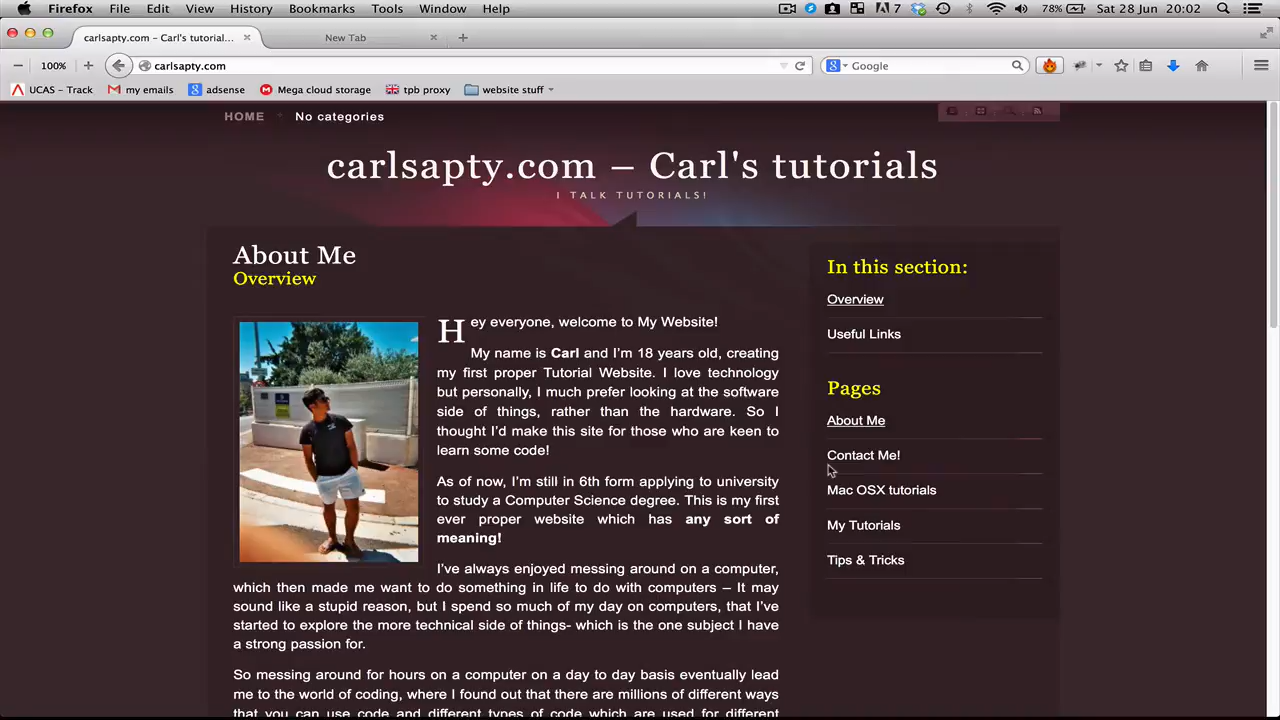 Firefox File Edit View History Bookmarks Tools Window Help 7 78% Sat 28 Jun 20:02
carlsapty.com – Carl's tutorial... New Tab
100% carlsapty.com Google
UCAS - Track my emails adsense Mega cloud storage tpb proxy website stuff
HOME No categories
carlsapty.com – Carl's tutorials
I TALK TUTORIALS!
About Me
Overview
Hey everyone, welcome to My Website!
My name is Carl and I'm 18 years old, creating
my first proper Tutorial Website. I love technology
but personally, I much prefer looking at the software
side of things, rather than the hardware. So I
thought I'd make this site for those who are keen to
learn some code!
As of now, I'm still in 6th form applying to university
to study a Computer Science degree. This is my first
ever proper website which has any sort of
meaning!
I've always enjoyed messing around on a computer,
which then made me want to do something in life to do with computers – It may
sound like a stupid reason, but I spend so much of my day on computers, that I've
started to explore the more technical side of things- which is the one subject I have
a strong passion for.
So messing around for hours on a computer on a day to day basis eventually lead
me to the world of coding, where I found out that there are millions of different ways
that you can use code and different types of code which are used for different
In this section:
Overview
Useful Links
Pages
About Me
Contact Me!
Mac OSX tutorials
My Tutorials
Tips & Tricks